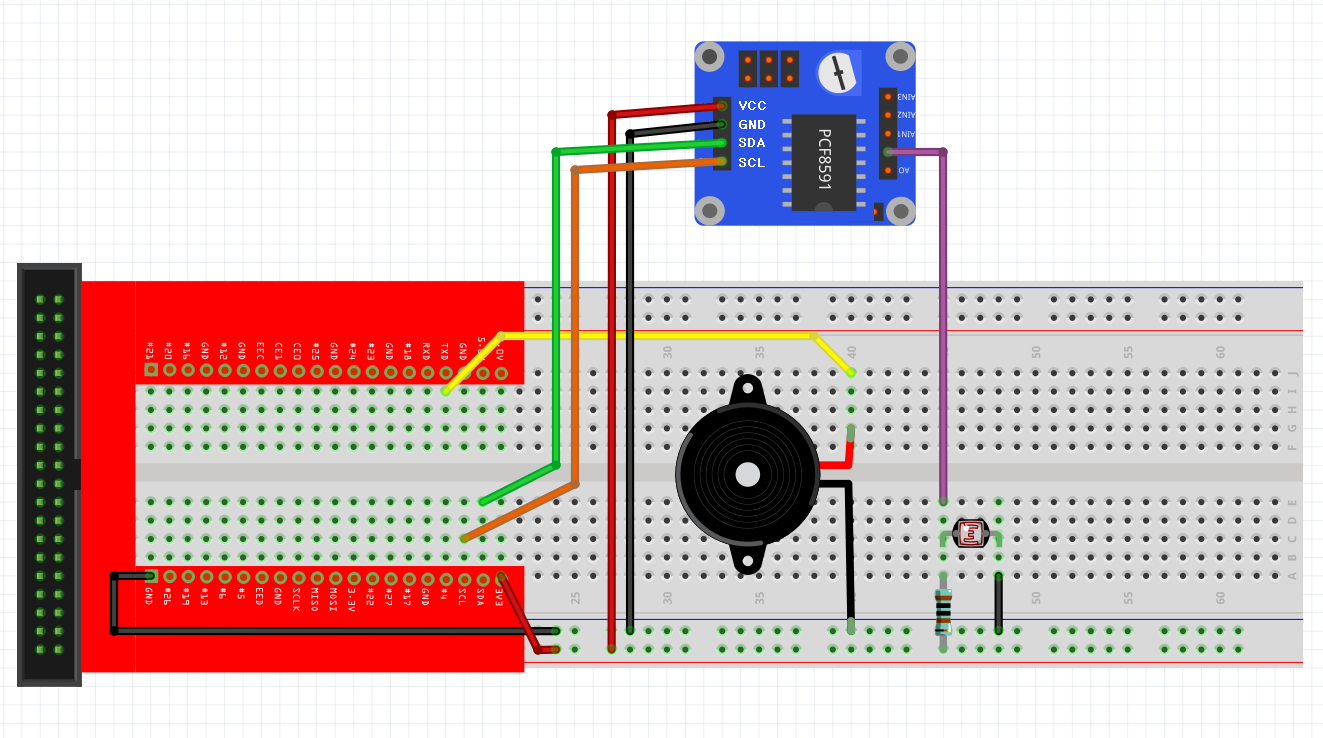 VCC
GND
SDA
SCL
PCF8591
AIN3
AIN2
AIN1
AO
#21 #20 #16 GND #12 GND EEC CE1 CE0 #25 GND #24 #23 GND #18 RXD TXD GND
30 35 40 50 55 60
J
I
H
G
F
E
D
C
B
A
GND #26 #19 #13 #6 #5 EED GND SCLK MISO MOSI 3.3V #22 #27 #17 GND #4 SCL SDA 3V3
25 30 35 50 55 60